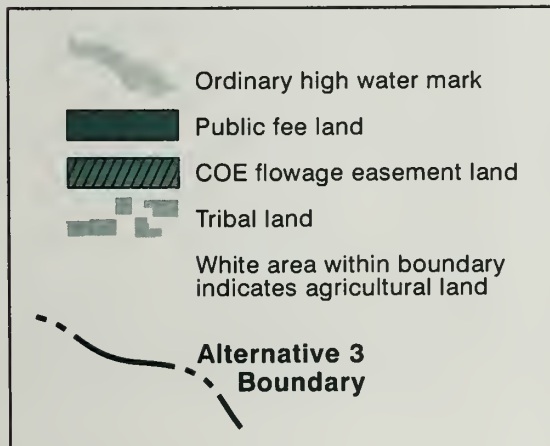 Ordinary high water mark
Public fee land
COE flowage easement land
Tribal land
White area within boundary
indicates agricultural land
Alternative 3
Boundary